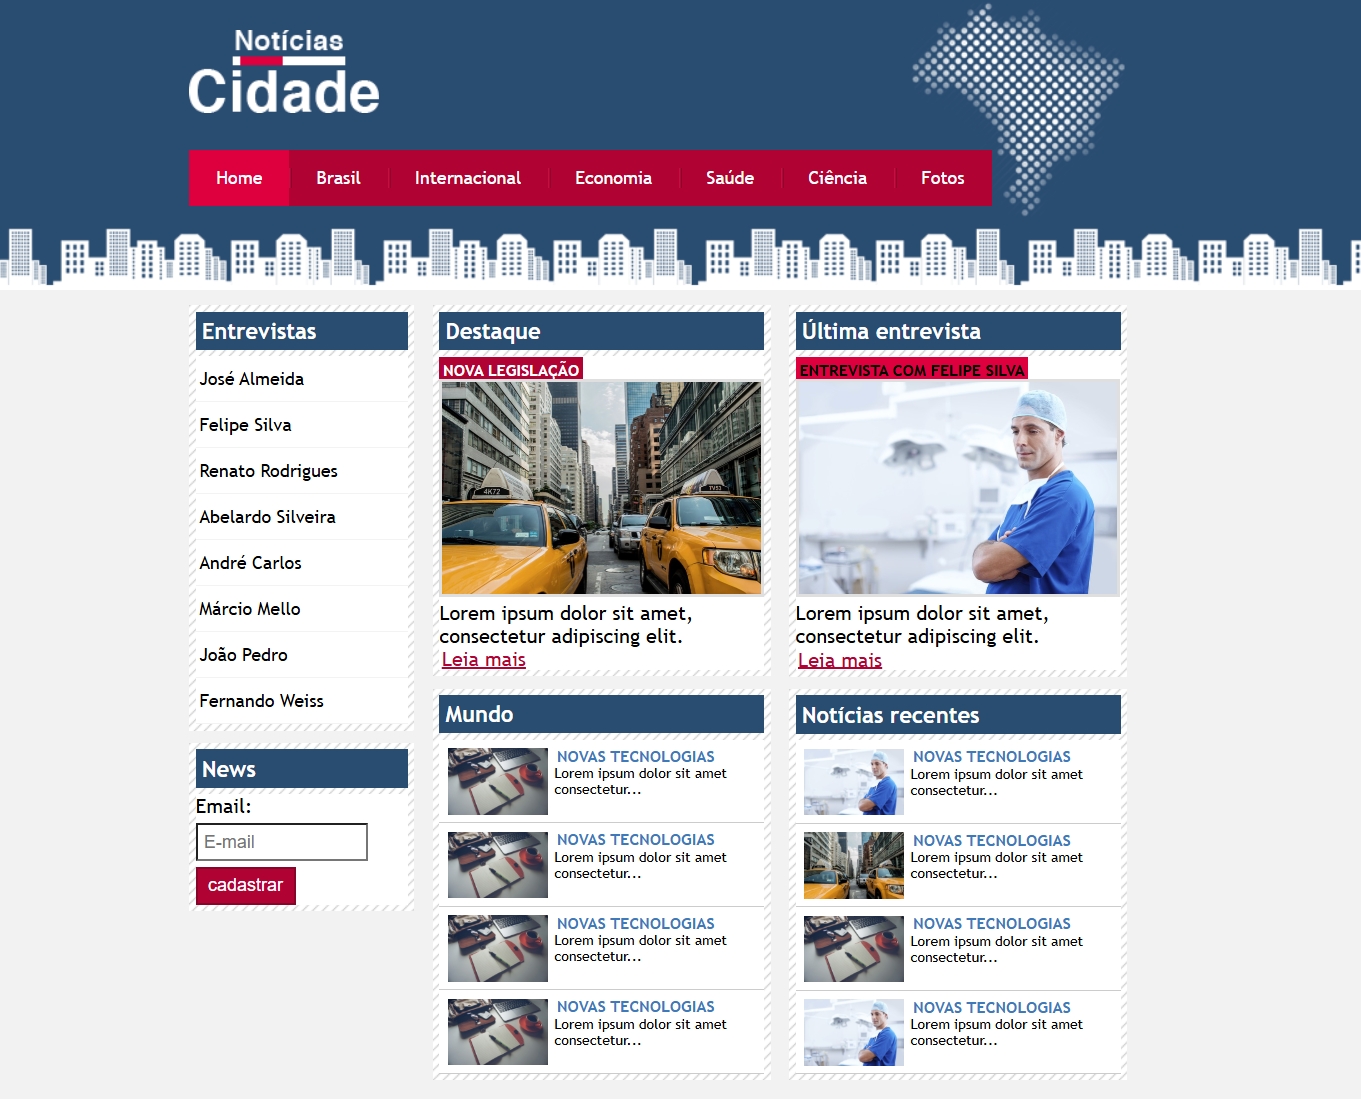 Notícias
Cidade
Home Brasil Internacional Economia Saúde Ciência Fotos
Entrevistas
José Almeida
Felipe Silva
Renato Rodrigues
Abelardo Silveira
André Carlos
Márcio Mello
João Pedro
Fernando Weiss
News
Email:
E-mail
cadastrar
Destaque
NOVA LEGISLAÇÃO
4K72
TV53
Lorem ipsum dolor sit amet,
consectetur adipiscing elit.
Leia mais
Última entrevista
ENTREVISTA COM FELIPE SILVA
Lorem ipsum dolor sit amet,
consectetur adipiscing elit.
Leia mais
Mundo
NOVAS TECNOLOGIAS
Lorem ipsum dolor sit amet
consectetur...
NOVAS TECNOLOGIAS
Lorem ipsum dolor sit amet
consectetur...
NOVAS TECNOLOGIAS
Lorem ipsum dolor sit amet
consectetur...
NOVAS TECNOLOGIAS
Lorem ipsum dolor sit amet
consectetur...
Notícias recentes
NOVAS TECNOLOGIAS
Lorem ipsum dolor sit amet
consectetur...
NOVAS TECNOLOGIAS
Lorem ipsum dolor sit amet
consectetur...
NOVAS TECNOLOGIAS
Lorem ipsum dolor sit amet
consectetur...
NOVAS TECNOLOGIAS
Lorem ipsum dolor sit amet
consectetur...